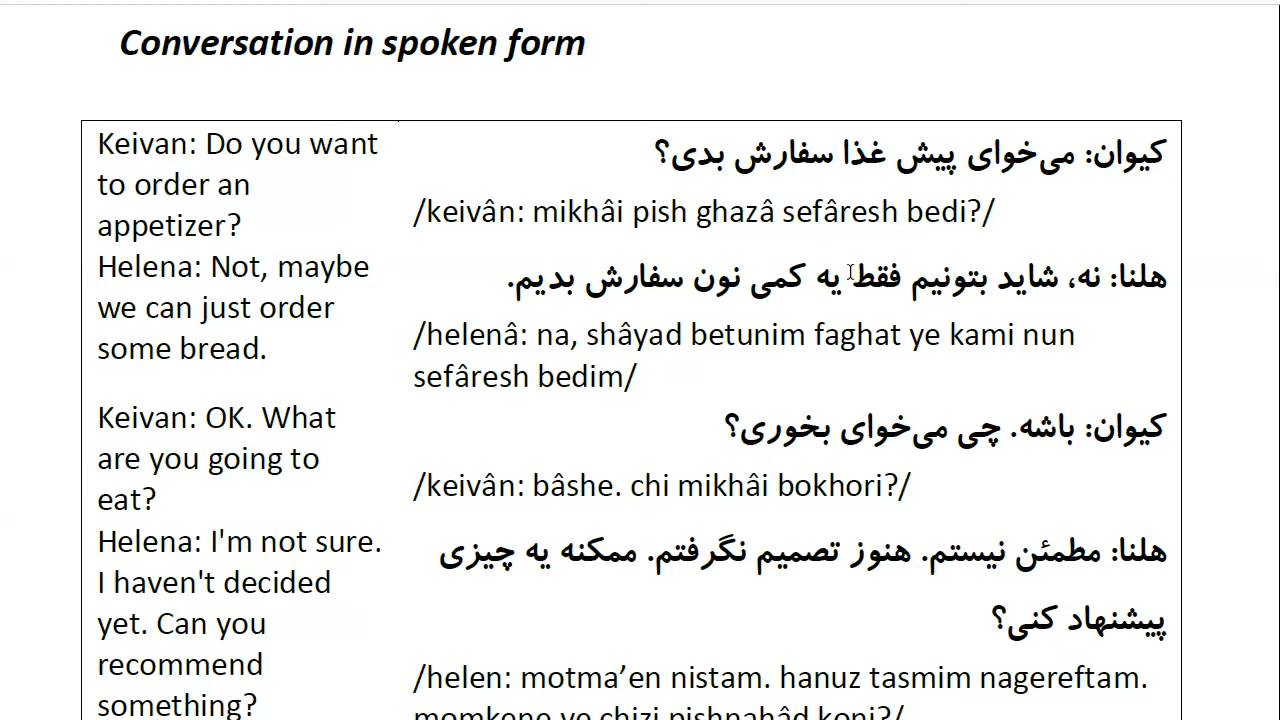 Conversation in spoken form
Keivan: Do you want
to order an
appetizer?
Helena: Not, maybe
we can just order
some bread.
Keivan: OK. What
are you going to
eat?
Helena: I'm not sure.
I haven't decided
yet. Can you
recommend
something?
کیوان: می‌خوای پیش غذا سفارش بدی؟
/keivân: mikhâi pish ghazâ sefâresh bedi?/
هلنا: نه، شاید بتونیم فقط یه کمی نون سفارش بدیم.
/helenâ: na, shâyad betunim faghat ye kami nun
sefâresh bedim/
کیوان: باشه. چی می‌خوای بخوری؟
/keivân: bâshe. chi mikhâi bokhori?/
هلنا: مطمئن نیستم. هنوز تصمیم نگرفتم. ممکنه یه چیزی
پیشنهاد کنی؟
/helen: motma’en nistam. hanuz tasmim nagereftam.
momkene ye chizi pishnahâd koni?/